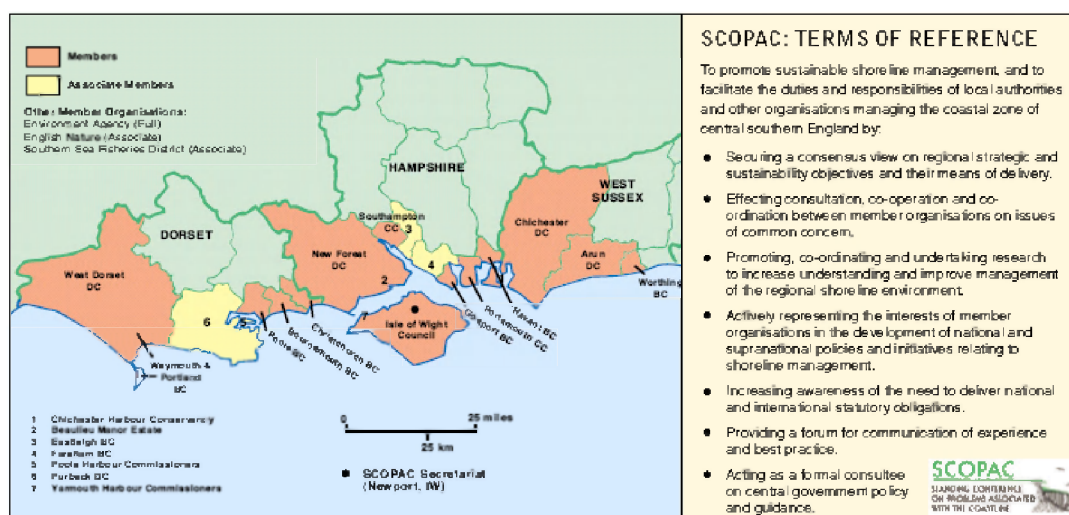 Members
Associate Members
Other Member Organisations:
Environment Agency (Full)
English Nature (Associate)
Southern Sea Fisheries District (Associate)
HAMPSHIRE
WEST
SUSSEX
DORSET
Southampton
CC
3
Chichester
DC
New Forest
DC
2
4
Arun
DC
West Dorset
DC
Worthing
BC
6
5
7
Isle of Wight
Council
Gosport BC
Portsmouth CC
Havant BC
Poole BC
Bournemouth BC
Christchurch BC
Weymouth &
Portland
BC
1 Chichester Harbour Conservancy
2 Beaulieu Manor Estate
3 Eastleigh BC
4 Fareham BC
5 Poole Harbour Commissioners
6 Purbeck DC
7 Yarmouth Harbour Commissioners
0 25 miles
25 km
SCOPAC Secretariat
(Newport, IW)
SCOPAC: TERMS OF REFERENCE
To promote sustainable shoreline management, and to
facilitate the duties and responsibilities of local authorities
and other organisations managing the coastal zone of
central southern England by:
● Securing a consensus view on regional strategic and
sustainability objectives and their means of delivery.
● Effecting consultation, co-operation and co-
ordination between member organisations on issues
of common concern.
● Promoting, co-ordinating and undertaking research
to increase understanding and improve management
of the regional shoreline environment.
● Actively representing the interests of member
organisations in the development of national and
supranational policies and initiatives relating to
shoreline management.
● Increasing awareness of the need to deliver national
and international statutory obligations.
● Providing a forum for communication of experience
and best practice.
● Acting as a formal consultee
on central government policy
and guidance.
SCOPAC
STANDING CONFERENCE
ON PROBLEMS ASSOCIATED
WITH THE COASTLINE